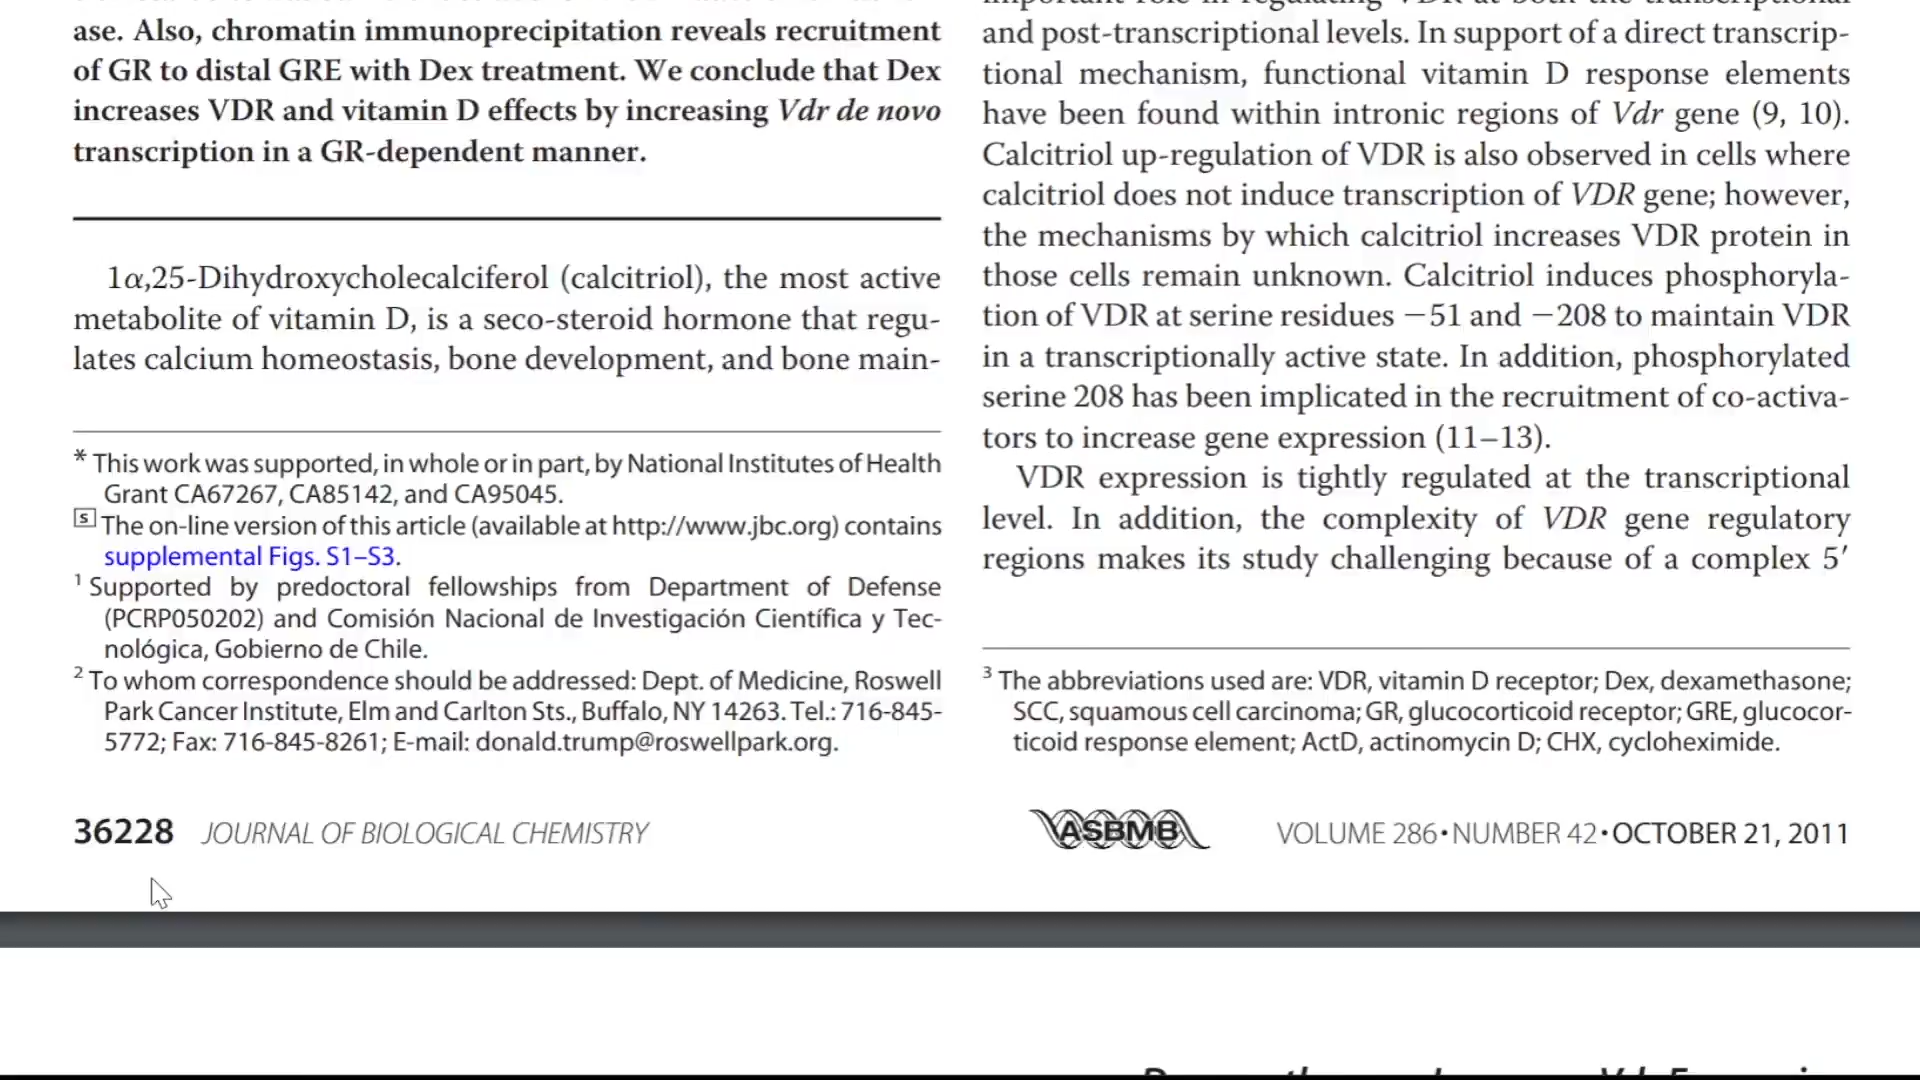 ase. Also, chromatin immunoprecipitation reveals recruitment
of GR to distal GRE with Dex treatment. We conclude that Dex
increases VDR and vitamin D effects by increasing Vdr de novo
transcription in a GR-dependent manner.
1α,25-Dihydroxycholecalciferol (calcitriol), the most active
metabolite of vitamin D, is a seco-steroid hormone that regu-
lates calcium homeostasis, bone development, and bone main-
* This work was supported, in whole or in part, by National Institutes of Health
Grant CA67267, CA85142, and CA95045.
S The on-line version of this article (available at http://www.jbc.org) contains
supplemental Figs. S1–S3.
1 Supported by predoctoral fellowships from Department of Defense
(PCRP050202) and Comisión Nacional de Investigación Científica y Tec-
nológica, Gobierno de Chile.
2 To whom correspondence should be addressed: Dept. of Medicine, Roswell
Park Cancer Institute, Elm and Carlton Sts., Buffalo, NY 14263. Tel.: 716-845-
5772; Fax: 716-845-8261; E-mail: donald.trump@roswellpark.org.
important role in regulating VDR at both the transcriptional
and post-transcriptional levels. In support of a direct transcrip-
tional mechanism, functional vitamin D response elements
have been found within intronic regions of Vdr gene (9, 10).
Calcitriol up-regulation of VDR is also observed in cells where
calcitriol does not induce transcription of VDR gene; however,
the mechanisms by which calcitriol increases VDR protein in
those cells remain unknown. Calcitriol induces phosphoryla-
tion of VDR at serine residues −51 and −208 to maintain VDR
in a transcriptionally active state. In addition, phosphorylated
serine 208 has been implicated in the recruitment of co-activa-
tors to increase gene expression (11–13).
VDR expression is tightly regulated at the transcriptional
level. In addition, the complexity of VDR gene regulatory
regions makes its study challenging because of a complex 5′
3 The abbreviations used are: VDR, vitamin D receptor; Dex, dexamethasone;
SCC, squamous cell carcinoma; GR, glucocorticoid receptor; GRE, glucocor-
ticoid response element; ActD, actinomycin D; CHX, cycloheximide.
36228 JOURNAL OF BIOLOGICAL CHEMISTRY
ASBMB
VOLUME 286•NUMBER 42•OCTOBER 21, 2011